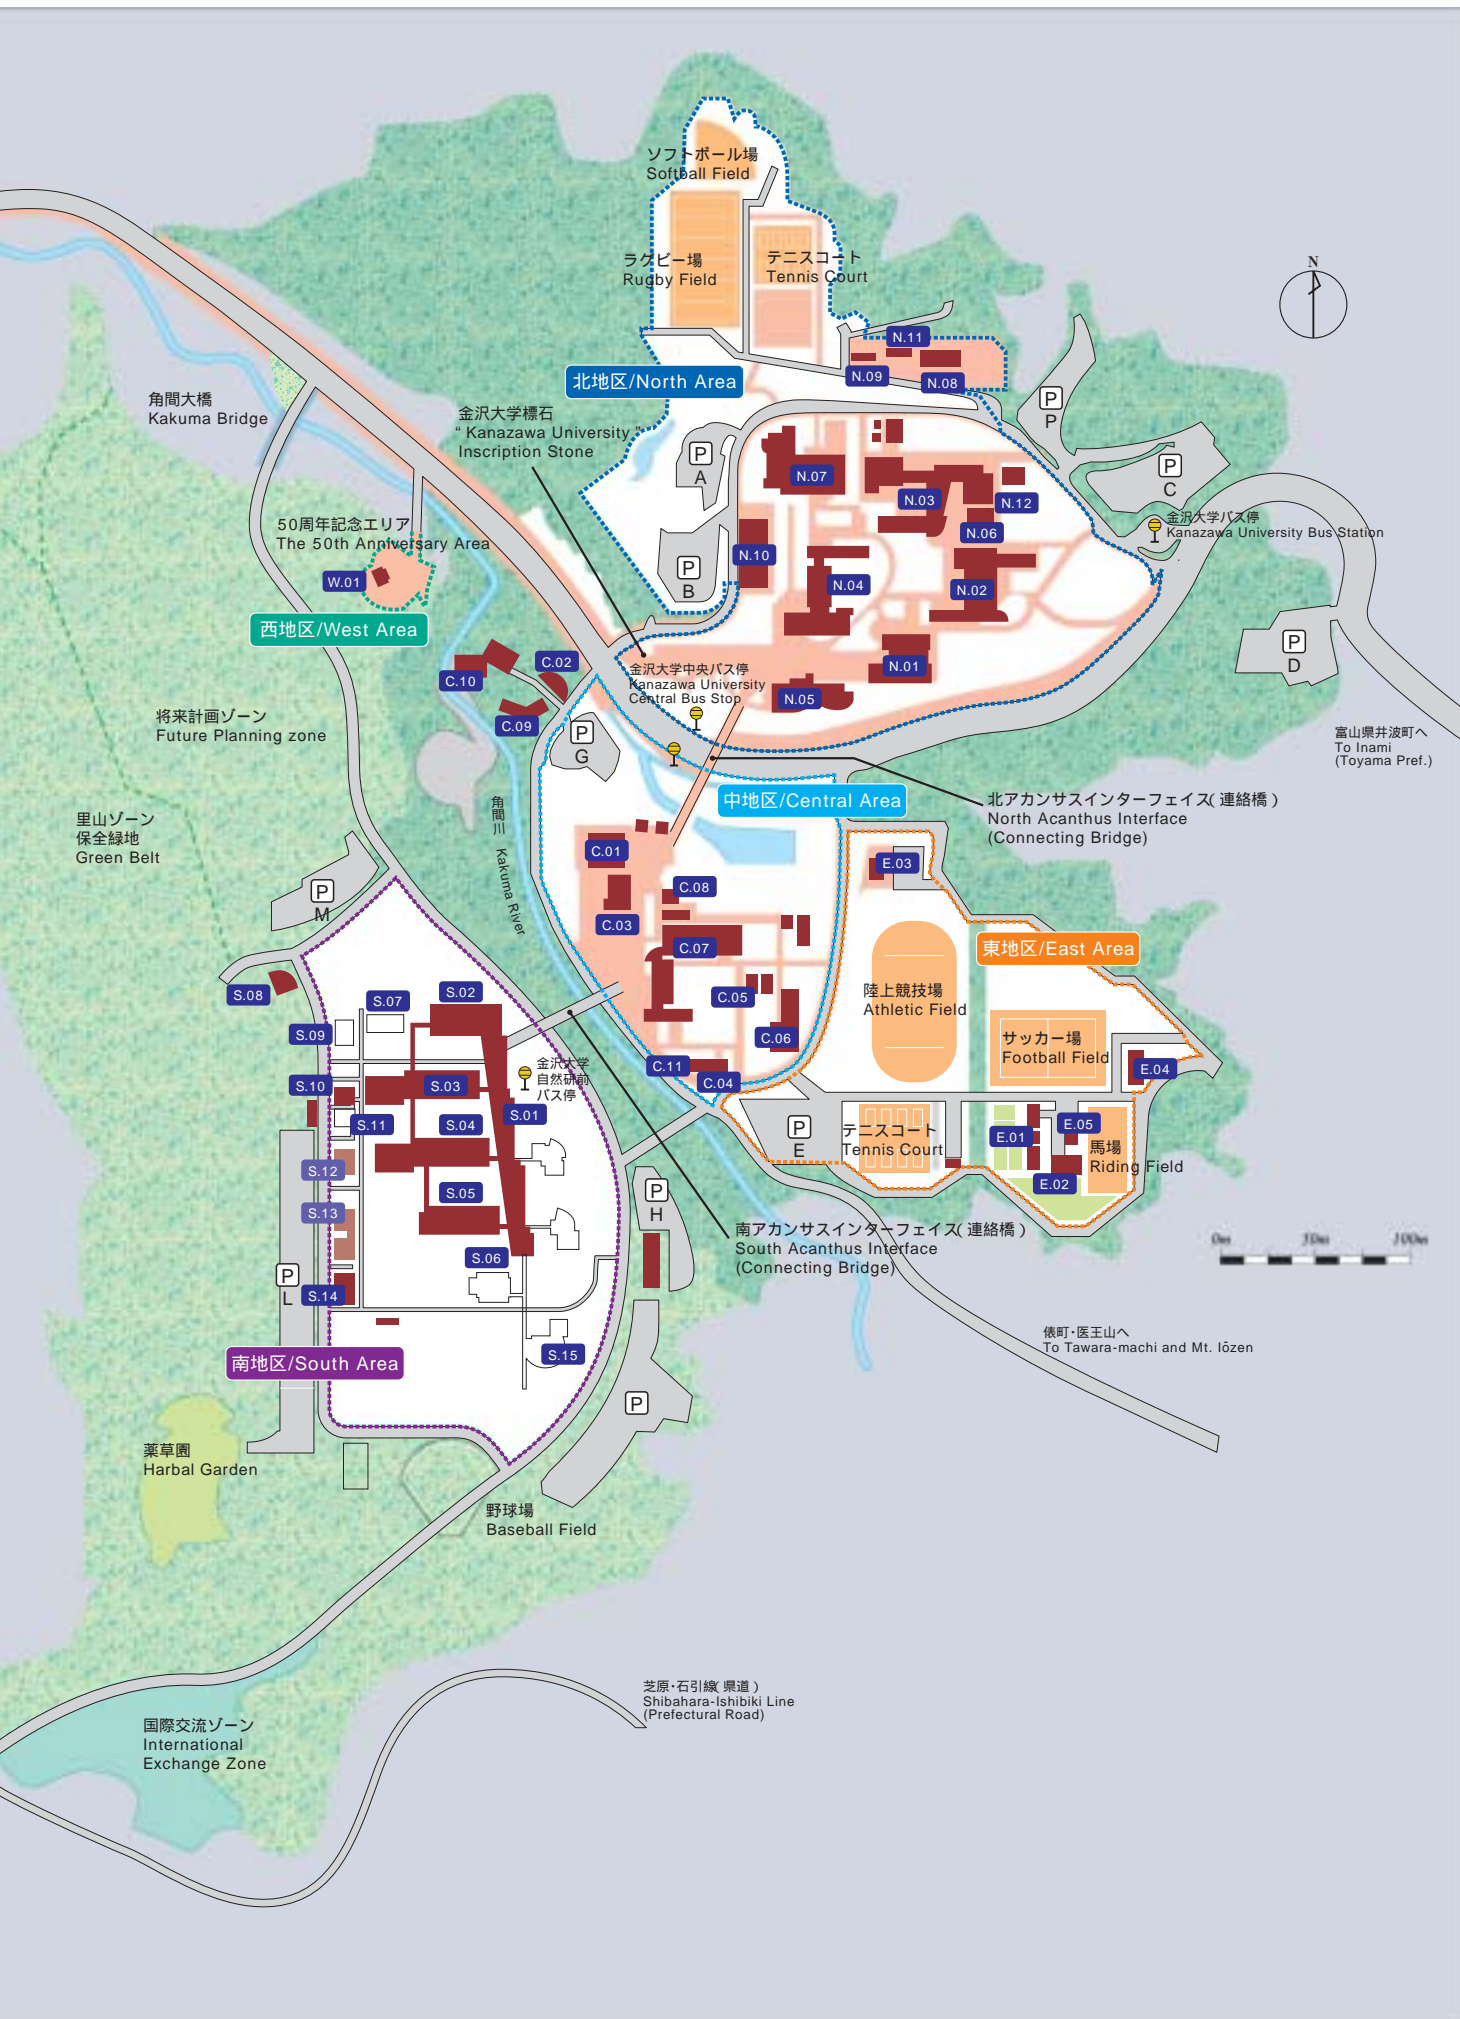 ソフトボール場
Softball Field
ラグビー場
Rugby Field
テニスコート
Tennis Court
N
N.11
N.09
N.08
北地区/North Area
角間大橋
Kakuma Bridge
金沢大学標石
“ Kanazawa University ”
Inscription Stone
P
P
P
A
P
C
N.07
N.03
N.12
N.06
金沢大学バス停
Kanazawa University Bus Station
50周年記念エリア
The 50th Anniversary Area
N.10
P
B
N.04
N.02
W.01
西地区/West Area
P
D
C.10
C.02
C.09
金沢大学中央バス停
Kanazawa University
Central Bus Stop
N.01
N.05
将来計画ゾーン
Future Planning zone
P
G
富山県井波町へ
To Inami
(Toyama Pref.)
中地区/Central Area
北アカンサスインターフェイス( 連絡橋 )
North Acanthus Interface
(Connecting Bridge)
里山ゾーン
保全緑地
Green Belt
角間川 Kakuma River
C.01
E.03
P
M
C.08
C.03
C.07
東地区/East Area
S.08
S.07
S.02
C.05
陸上競技場
Athletic Field
S.09
C.06
サッカー場
Football Field
金沢大学
自然研前
バス停
C.11
C.04
E.04
S.10
S.03
S.01
S.11
S.04
P
E
テニスコート
Tennis Court
E.01
E.05
馬場
Riding Field
E.02
S.12
S.05
S.13
P
H
南アカンサスインターフェイス( 連絡橋 )
South Acanthus Interface
(Connecting Bridge)
0m 50m 100m
S.06
P
L
S.14
S.15
俵町・医王山へ
To Tawara-machi and Mt. Iōzen
南地区/South Area
P
薬草園
Harbal Garden
野球場
Baseball Field
芝原・石引線( 県道 )
Shibahara-Ishibiki Line
(Prefectural Road)
国際交流ゾーン
International
Exchange Zone